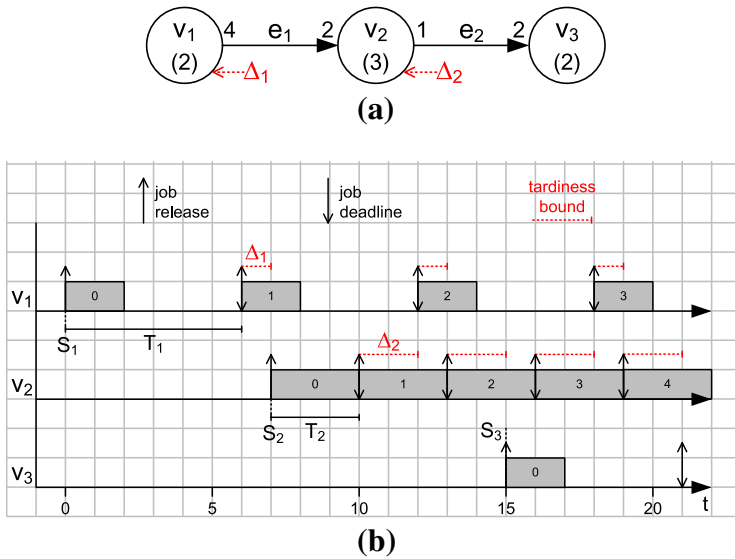 v₁ 4 e₁ 2 v₂ 1 e₂ 2 v₃
(2) Δ₁ (3) Δ₂ (2)
(a)
job release
job deadline
tardiness bound
Δ₁
v₁ 0 1 2 3
S₁ T₁
Δ₂
v₂ 0 1 2 3 4
S₂ T₂ S₃
v₃ 0
0 5 10 15 20 t
(b)